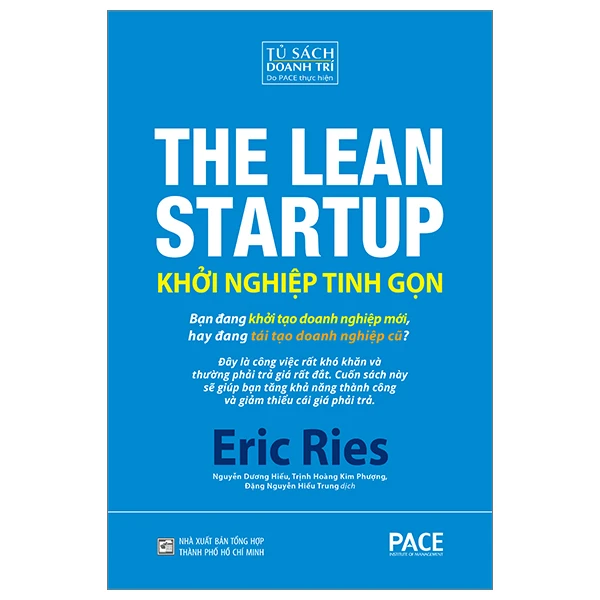 TỦ SÁCH
DOANH TRÍ
Do PACE thực hiện
THE LEAN
STARTUP
KHỞI NGHIỆP TINH GỌN
Bạn đang khởi tạo doanh nghiệp mới,
hay đang tái tạo doanh nghiệp cũ?
Đây là công việc rất khó khăn và
thường phải trả giá rất đắt. Cuốn sách này
sẽ giúp bạn tăng khả năng thành công
và giảm thiểu cái giá phải trả.
Eric Ries
Nguyễn Dương Hiếu, Trịnh Hoàng Kim Phượng,
Đặng Nguyễn Hiếu Trung dịch
NHÀ XUẤT BẢN TỔNG HỢP
THÀNH PHỐ HỒ CHÍ MINH
PACE
INSTITUTE OF MANAGEMENT